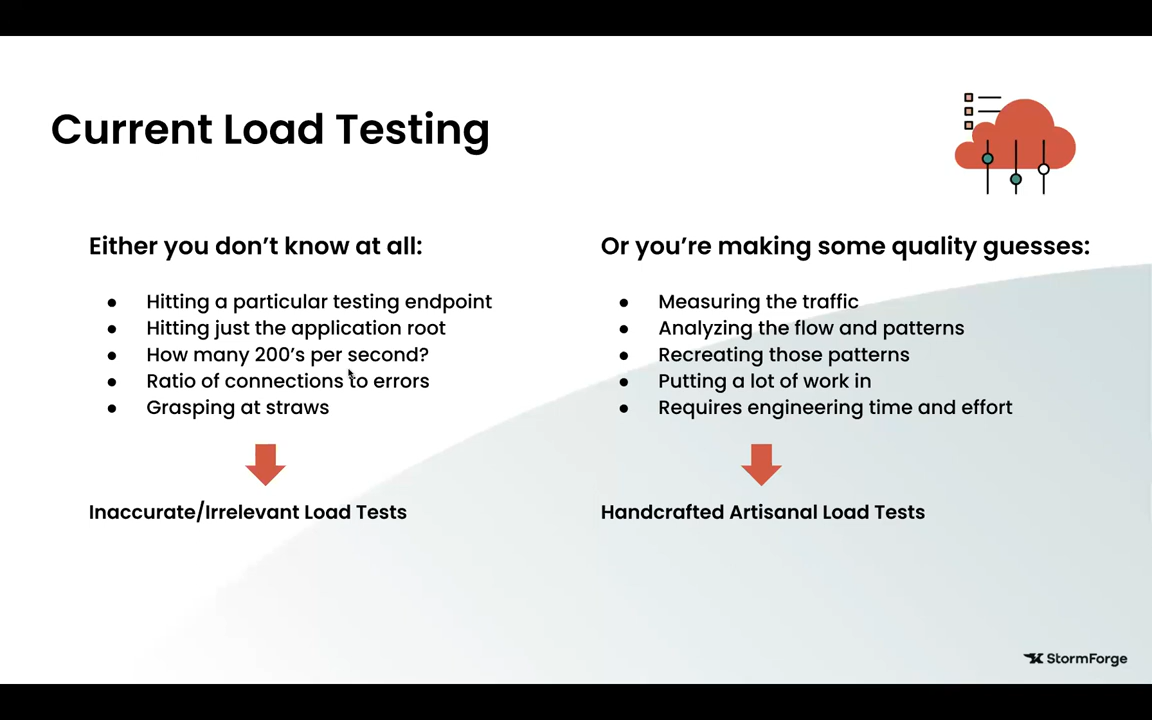 Current Load Testing
Either you don’t know at all:
● Hitting a particular testing endpoint
● Hitting just the application root
● How many 200’s per second?
● Ratio of connections to errors
● Grasping at straws
Inaccurate/Irrelevant Load Tests
Or you’re making some quality guesses:
● Measuring the traffic
● Analyzing the flow and patterns
● Recreating those patterns
● Putting a lot of work in
● Requires engineering time and effort
Handcrafted Artisanal Load Tests
StormForge